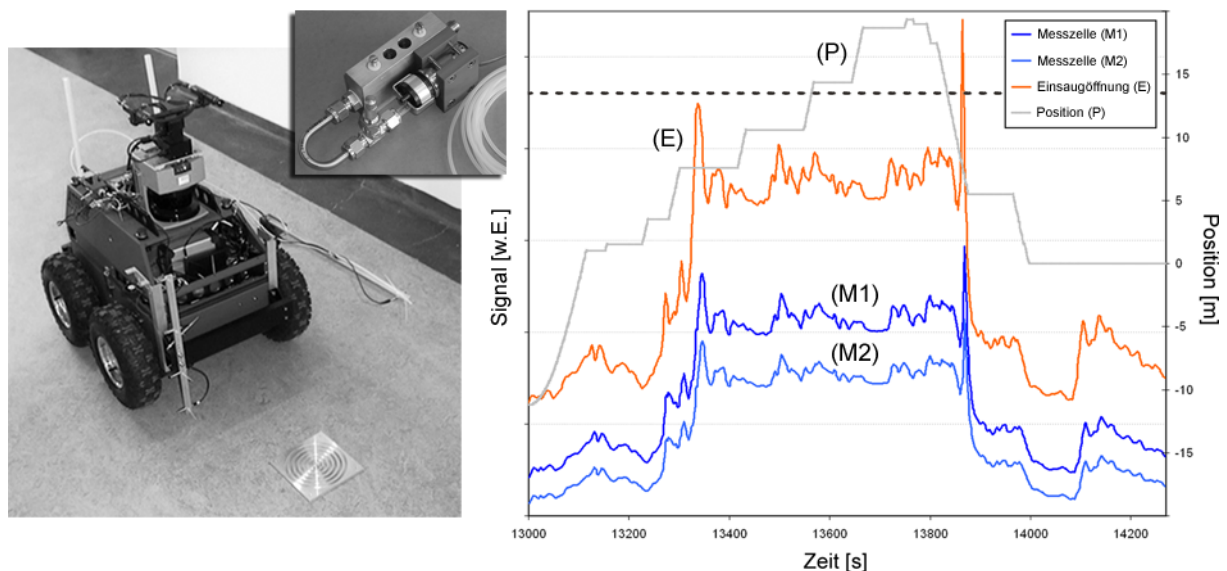 Messzelle (M1)
Messzelle (M2)
Einsaugöffnung (E)
Position (P)
(P)
(E)
(M1)
(M2)
Signal [w.E.]
15
10
5
0
-5
-10
-15
Position [m]
13000 13200 13400 13600 13800 14000 14200
Zeit [s]